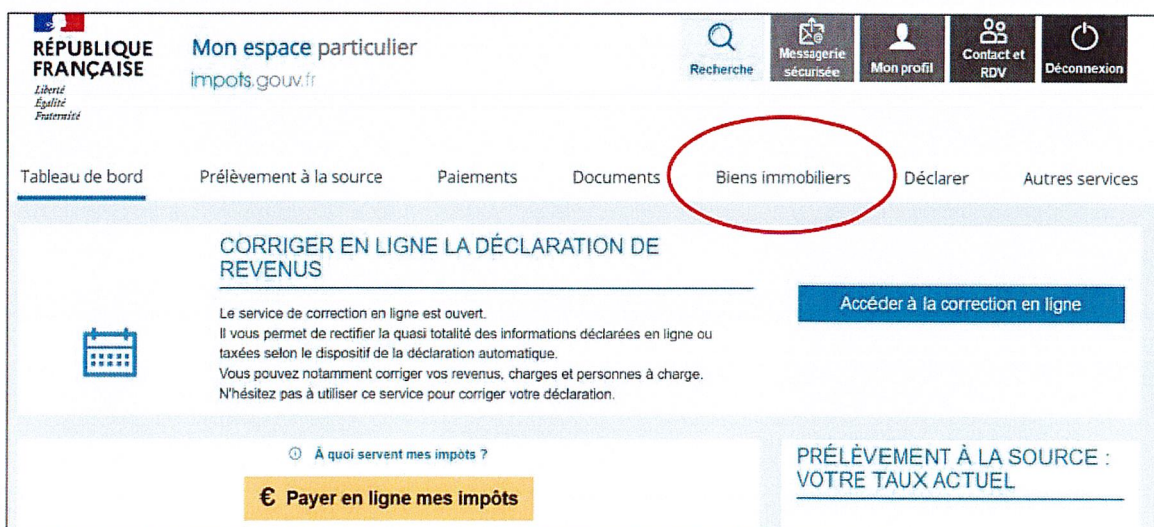 RÉPUBLIQUE
FRANÇAISE
Liberté
Égalité
Fraternité
Mon espace particulier
impots.gouv.fr
Recherche
Messagerie
sécurisée
Mon profil
Contact et
RDV
Déconnexion
Tableau de bord
Prélèvement à la source
Paiements
Documents
Biens immobiliers
Déclarer
Autres services
CORRIGER EN LIGNE LA DÉCLARATION DE
REVENUS
Le service de correction en ligne est ouvert.
Il vous permet de rectifier la quasi totalité des informations déclarées en ligne ou
taxées selon le dispositif de la déclaration automatique.
Vous pouvez notamment corriger vos revenus, charges et personnes à charge.
N'hésitez pas à utiliser ce service pour corriger votre déclaration.
Accéder à la correction en ligne
À quoi servent mes impôts ?
€ Payer en ligne mes impôts
PRÉLÈVEMENT À LA SOURCE :
VOTRE TAUX ACTUEL